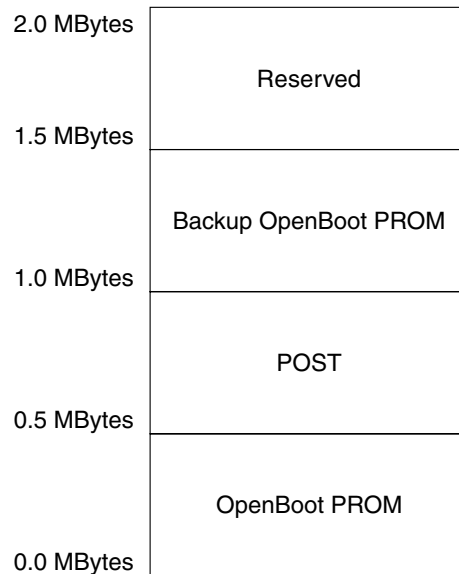 2.0 MBytes
Reserved
1.5 MBytes
Backup OpenBoot PROM
1.0 MBytes
POST
0.5 MBytes
OpenBoot PROM
0.0 MBytes